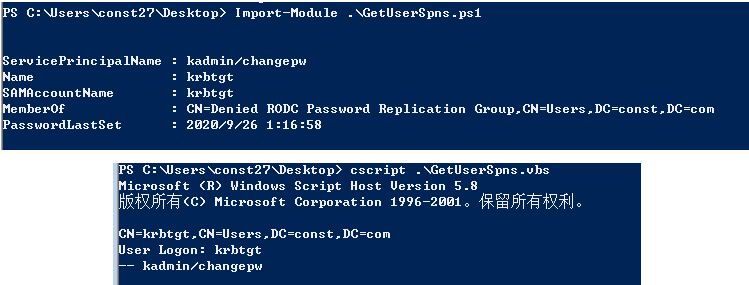 PS C:\Users\const27\Desktop> Import-Module .\GetUserSpns.ps1
ServicePrincipalName : kadmin/changepw
Name : krbtgt
SAMAccountName : krbtgt
MemberOf : CN=Denied RODC Password Replication Group,CN=Users,DC=const,DC=com
PasswordLastSet : 2020/9/26 1:16:58
PS C:\Users\const27\Desktop> cscript .\GetUserSpns.vbs
Microsoft (R) Windows Script Host Version 5.8
版权所有(C) Microsoft Corporation 1996-2001。保留所有权利。
CN=krbtgt,CN=Users,DC=const,DC=com
User Logon: krbtgt
-- kadmin/changepw